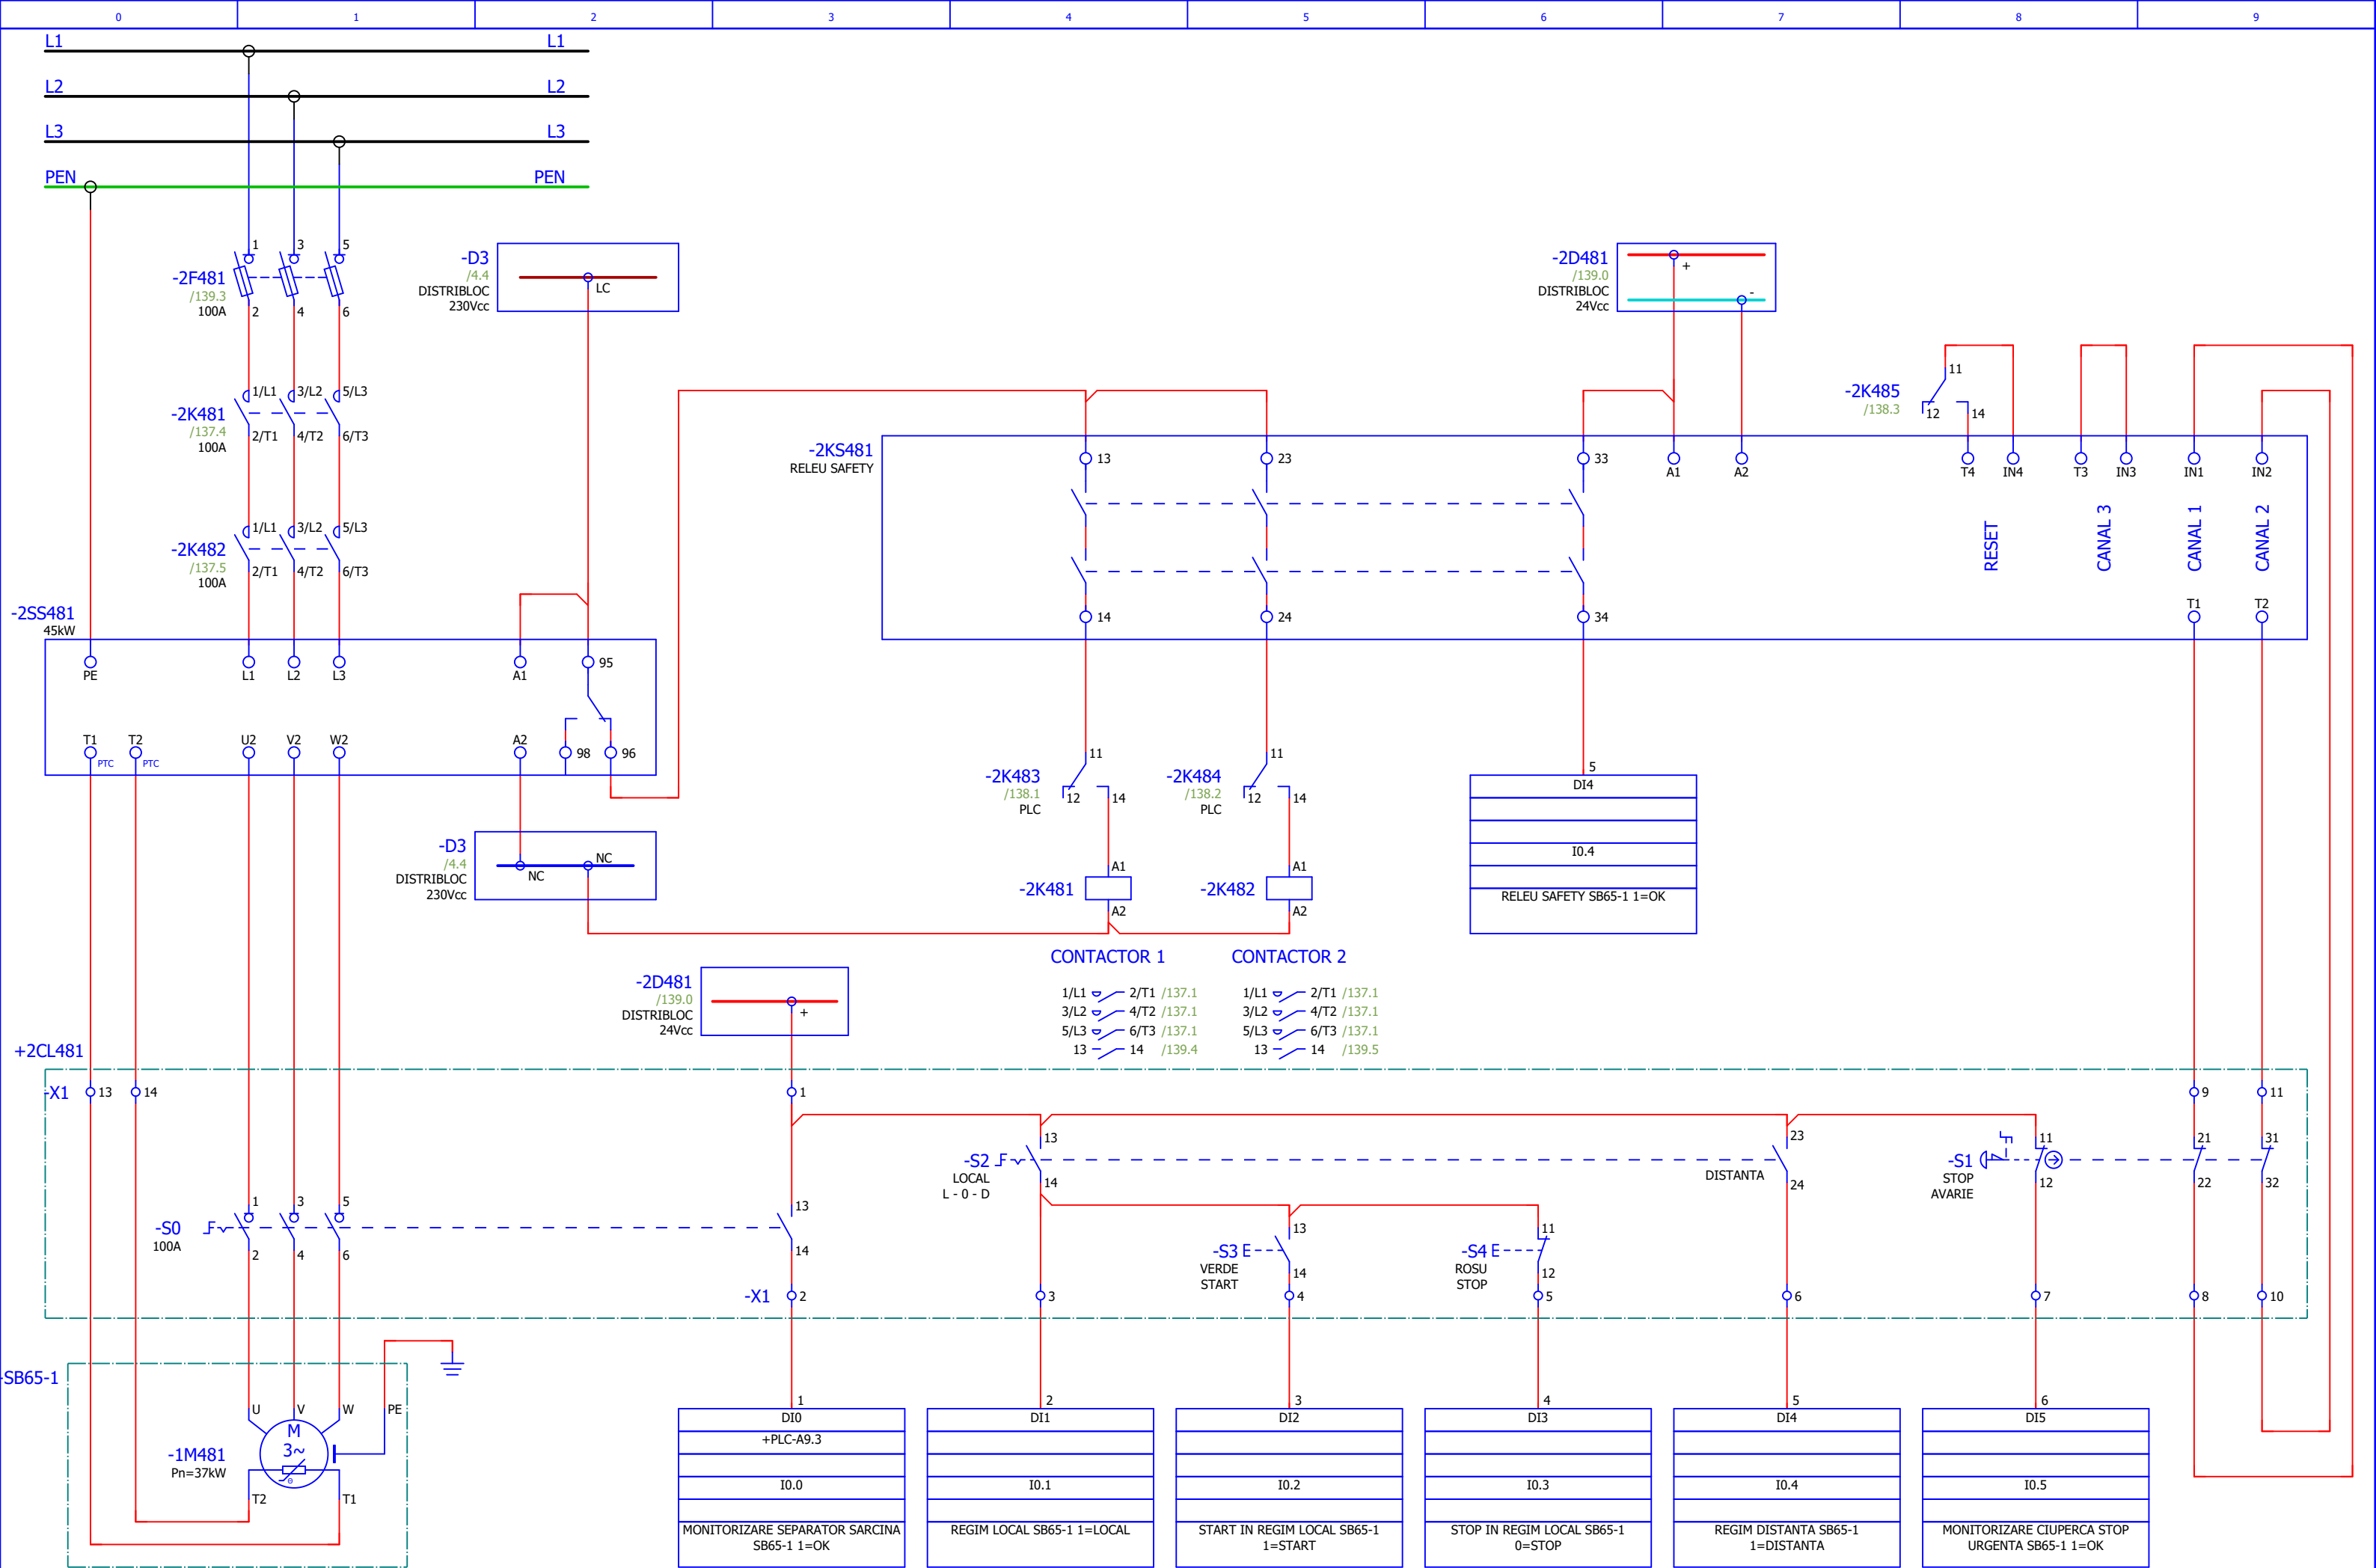 0 1 2 3 4 5 6 7 8 9
L1 L1
L2 L2
L3 L3
PEN PEN
1 3 5
-2F481
/139.3
100A
2 4 6
-D3
/4.4
DISTRIBLOC
230Vcc
LC
-2D481
/139.0
DISTRIBLOC
24Vcc
+
-
1/L1 3/L2 5/L3
-2K481
/137.4
100A
2/T1 4/T2 6/T3
-2K485
/138.3
11
12 14
1/L1 3/L2 5/L3
-2K482
/137.5
100A
2/T1 4/T2 6/T3
-2KS481
RELEU SAFETY
13 23 33 A1 A2 T4 IN4 T3 IN3 IN1 IN2
RESET
CANAL 3
CANAL 1
CANAL 2
14 24 34 T1 T2
-2SS481
45kW
PE L1 L2 L3 A1 95
T1 T2 U2 V2 W2 A2 98 96
PTC PTC
-2K483
/138.1
PLC
11
12 14
-2K484
/138.2
PLC
11
12 14
5
DI4
I0.4
RELEU SAFETY SB65-1 1=OK
-D3
/4.4
DISTRIBLOC
230Vcc
NC
NC
-2K481
A1
A2
-2K482
A1
A2
CONTACTOR 1
1/L1 2/T1 /137.1
3/L2 4/T2 /137.1
5/L3 6/T3 /137.1
13 14 /139.4
CONTACTOR 2
1/L1 2/T1 /137.1
3/L2 4/T2 /137.1
5/L3 6/T3 /137.1
13 14 /139.5
-2D481
/139.0
DISTRIBLOC
24Vcc
+
+2CL481
-X1 13 14 1 9 11
-S2
LOCAL
L - 0 - D
13
14
DISTANTA
23
24
-S1
STOP
AVARIE
11 21 31
12 22 32
-S0
100A
1 3 5 13
2 4 6 14
-S3
VERDE
START
13
14
-S4
ROSU
STOP
11
12
-X1 2 3 4 5 6 7 8 10
-SB65-1
U V W PE
M
3~
-1M481
Pn=37kW
T2 T1
1
DI0
+PLC-A9.3
I0.0
MONITORIZARE SEPARATOR SARCINA
SB65-1 1=OK
2
DI1
I0.1
REGIM LOCAL SB65-1 1=LOCAL
3
DI2
I0.2
START IN REGIM LOCAL SB65-1
1=START
4
DI3
I0.3
STOP IN REGIM LOCAL SB65-1
0=STOP
5
DI4
I0.4
REGIM DISTANTA SB65-1
1=DISTANTA
6
DI5
I0.5
MONITORIZARE CIUPERCA STOP
URGENTA SB65-1 1=OK